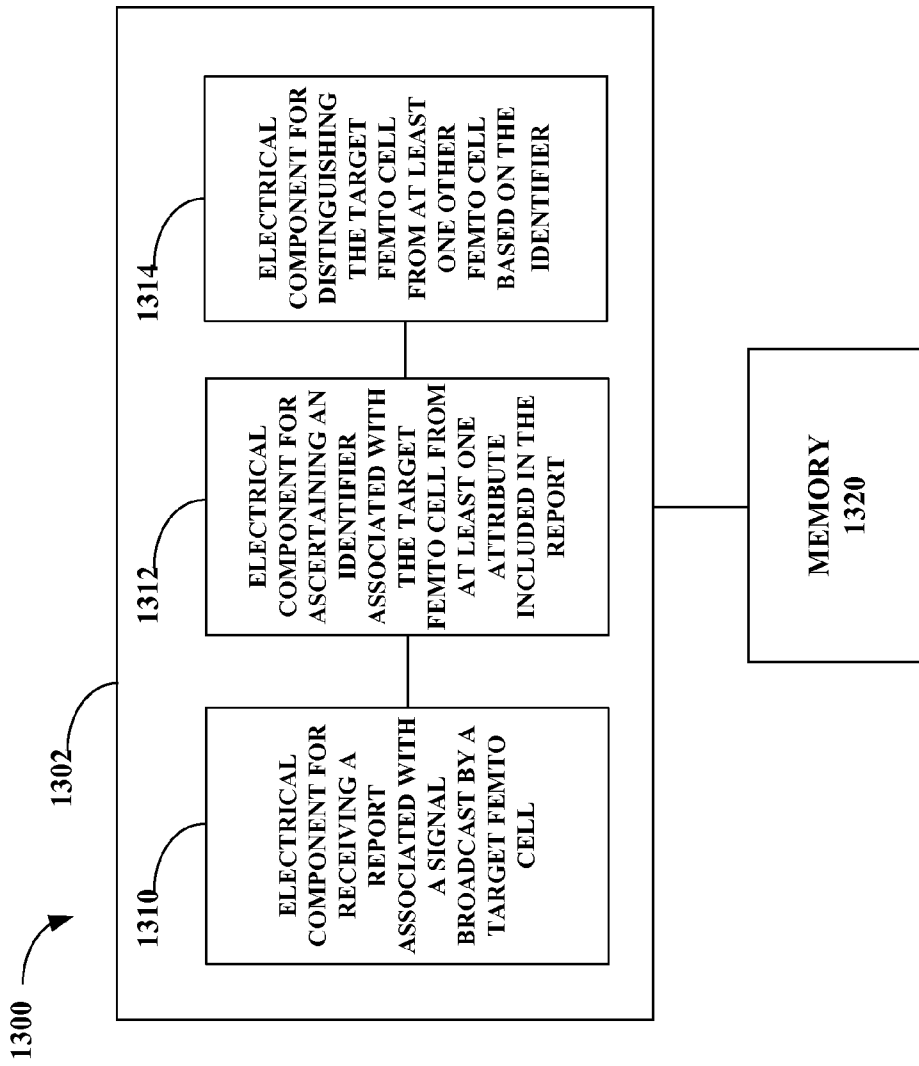 1300
1302
1310
ELECTRICAL
COMPONENT FOR
RECEIVING A
REPORT
ASSOCIATED WITH
A SIGNAL
BROADCAST BY A
TARGET FEMTO
CELL
1312
ELECTRICAL
COMPONENT FOR
ASCERTAINING AN
IDENTIFIER
ASSOCIATED WITH
THE TARGET
FEMTO CELL FROM
AT LEAST ONE
ATTRIBUTE
INCLUDED IN THE
REPORT
1314
ELECTRICAL
COMPONENT FOR
DISTINGUISHING
THE TARGET
FEMTO CELL
FROM AT LEAST
ONE OTHER
FEMTO CELL
BASED ON THE
IDENTIFIER
MEMORY
1320